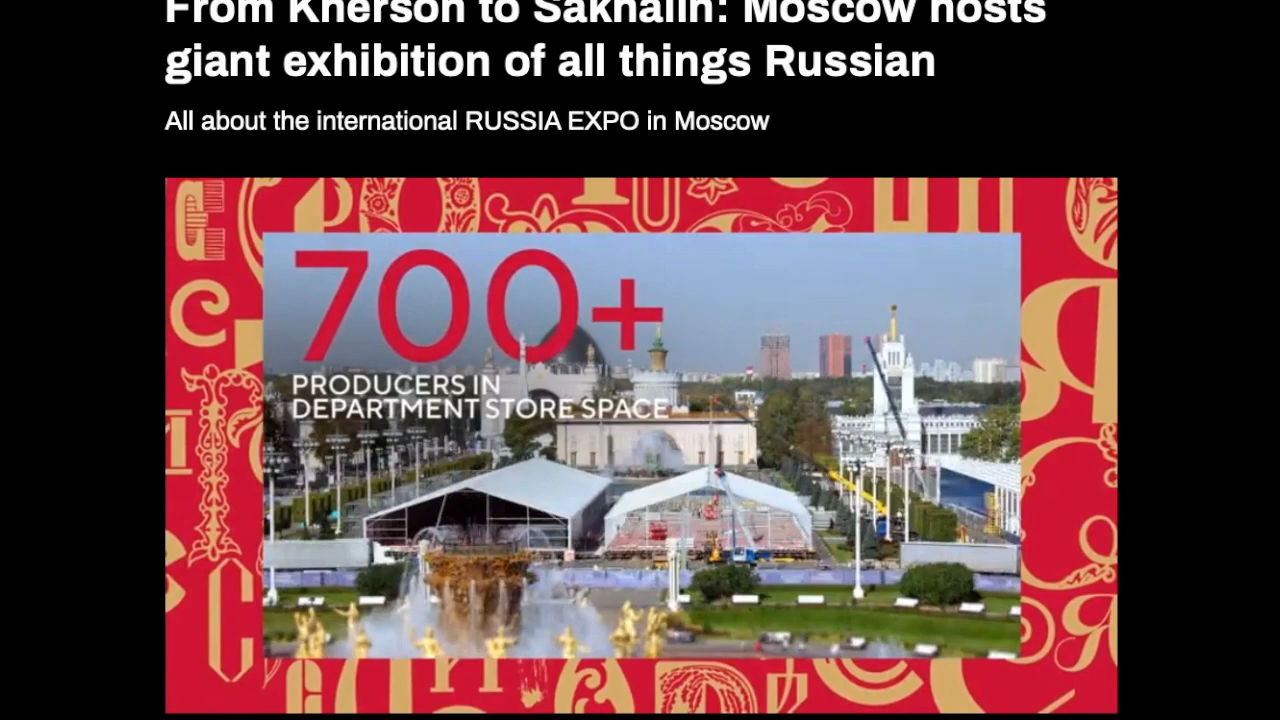 From Kherson to Sakhalin: Moscow hosts
giant exhibition of all things Russian
All about the international RUSSIA EXPO in Moscow
700+
PRODUCERS IN
DEPARTMENT STORE SPACE